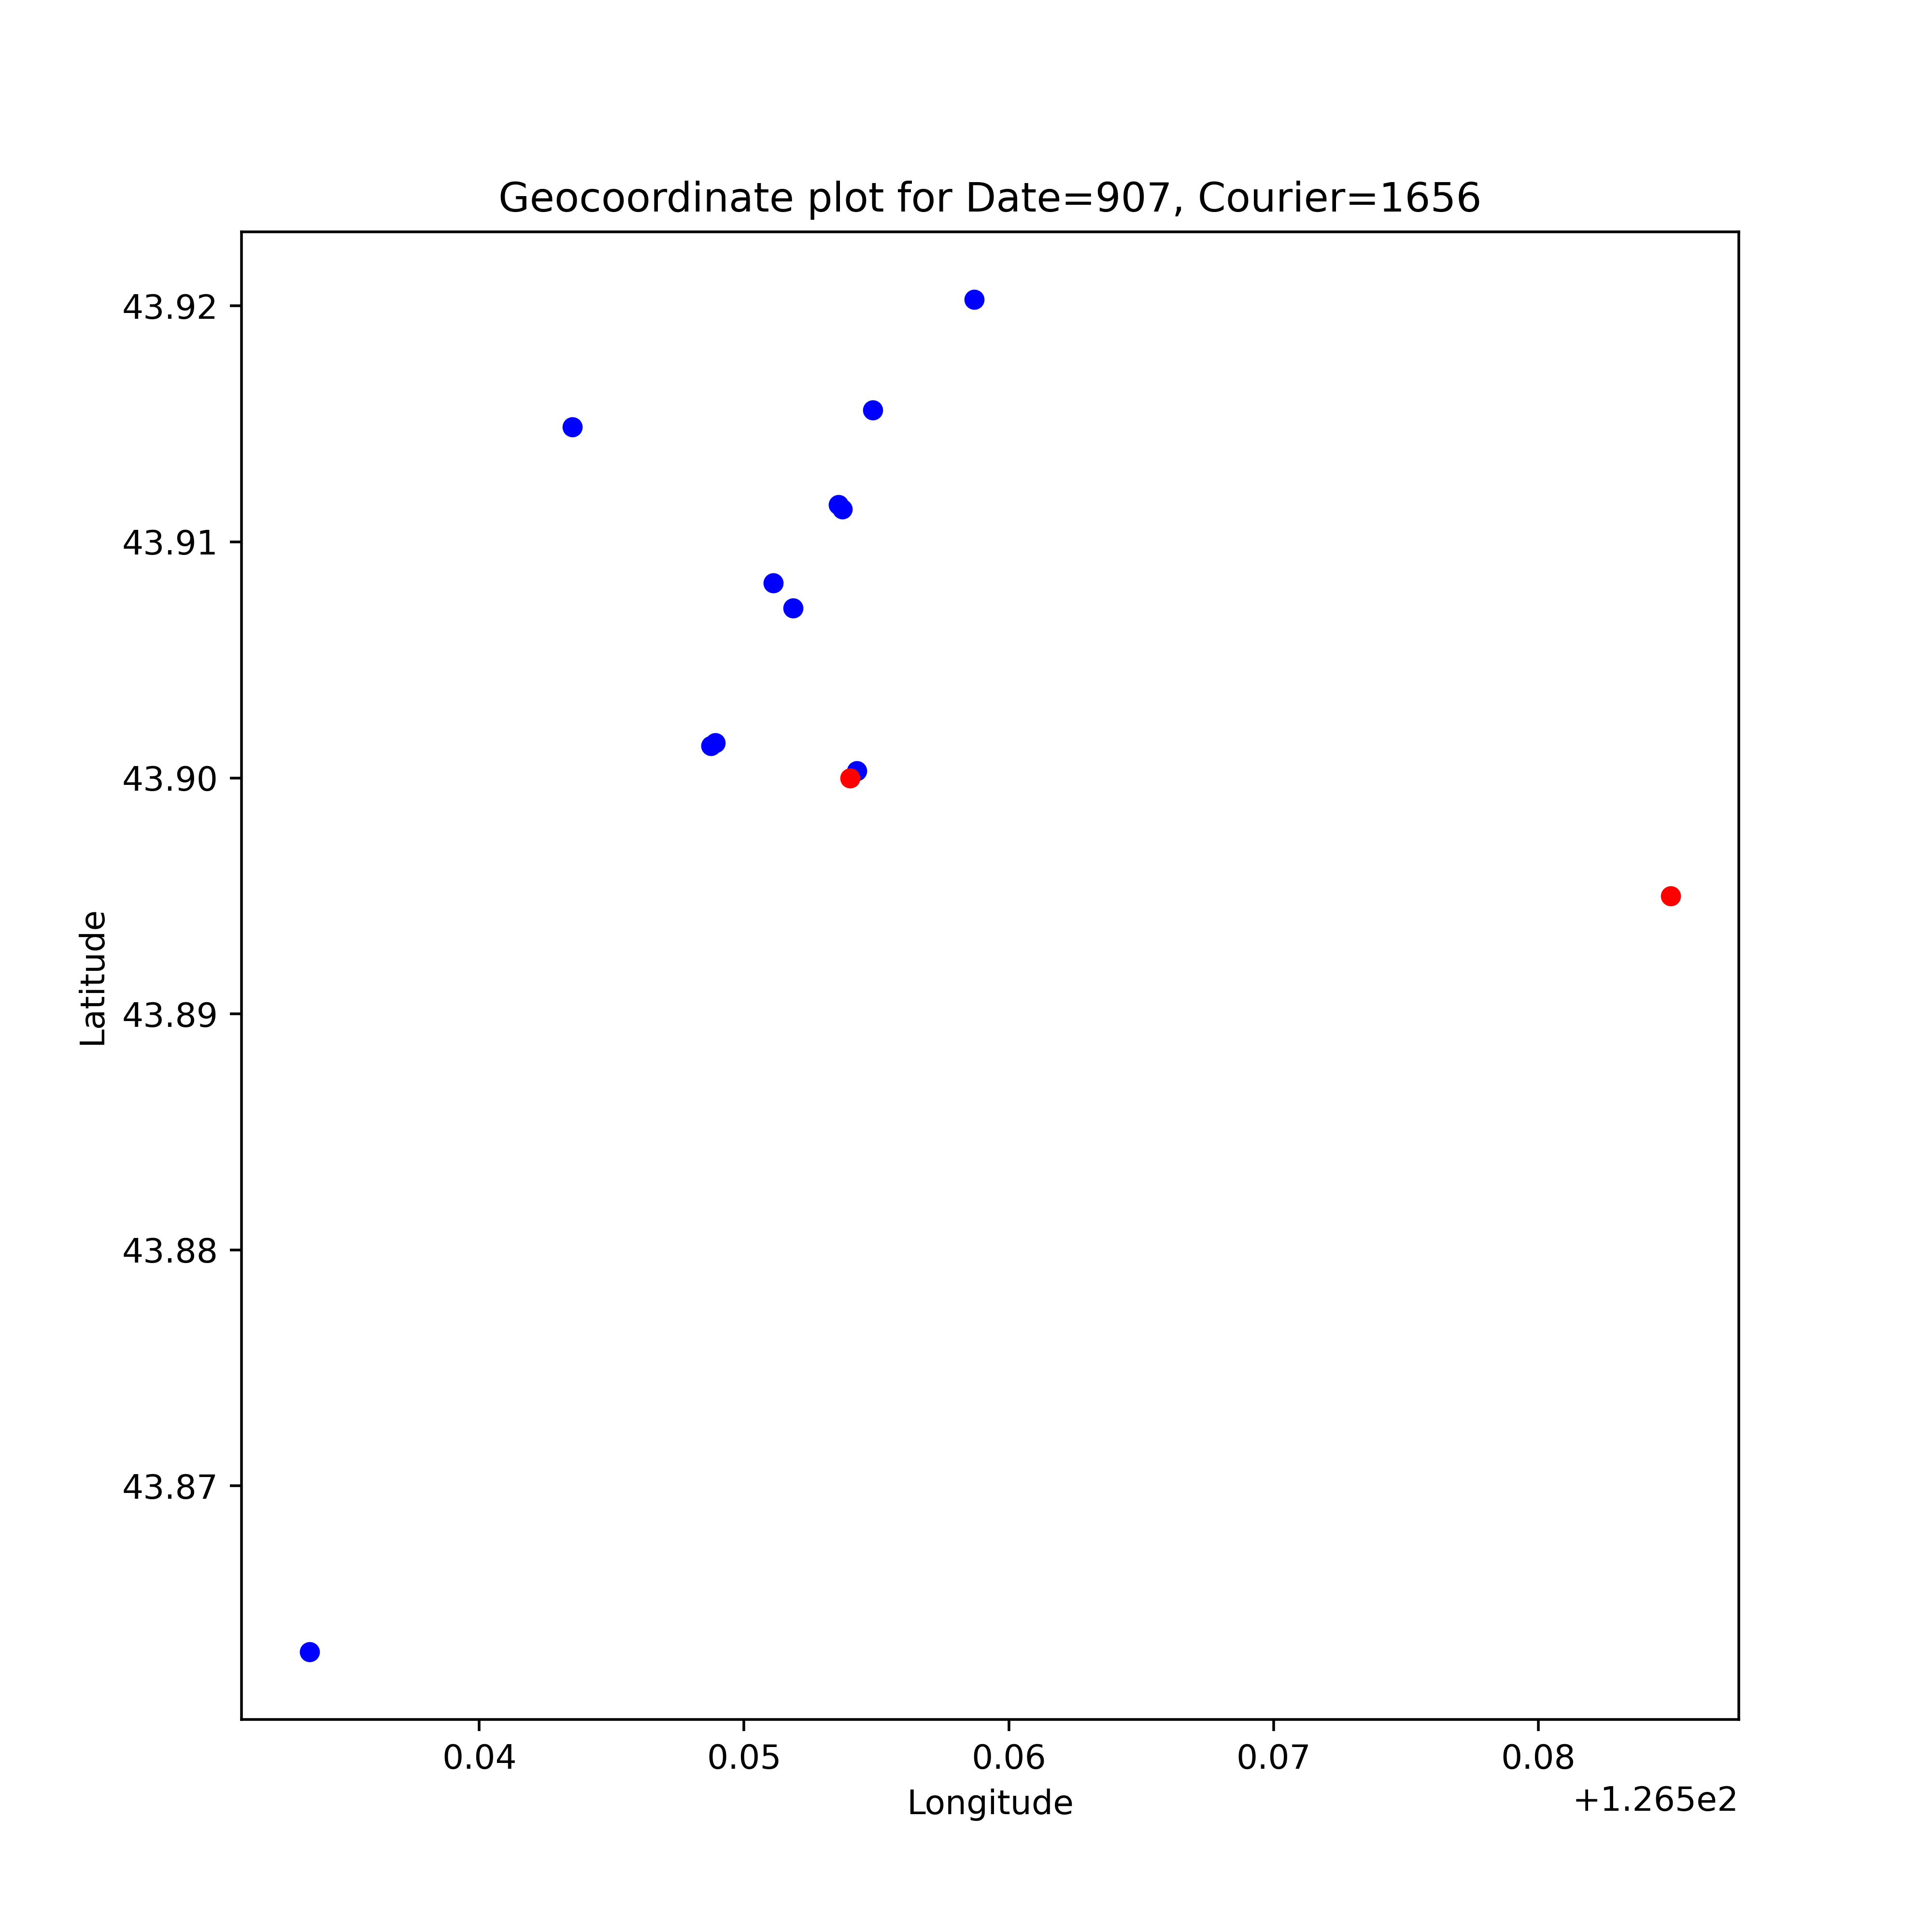 Geocoordinate plot for Date=907, Courier=1656
43.92
43.91
43.90
43.89
43.88
43.87
Latitude
0.04 0.05 0.06 0.07 0.08
+1.265e2
Longitude